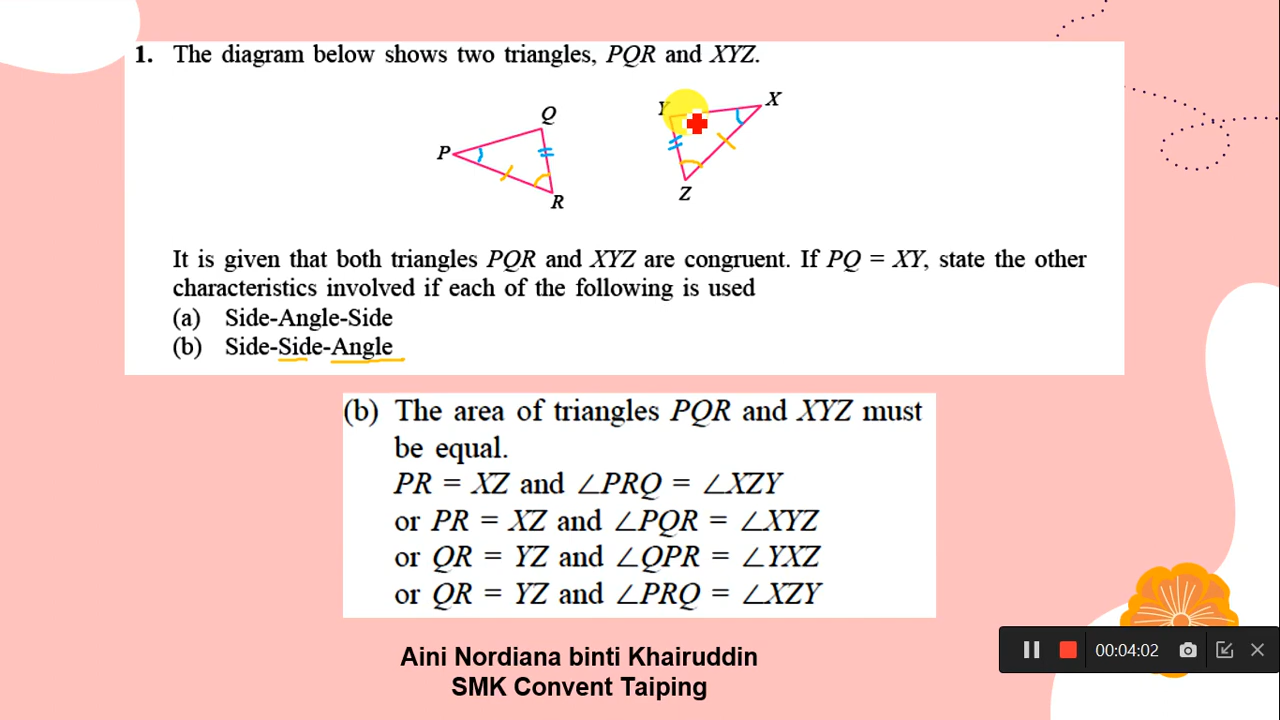 1. The diagram below shows two triangles, PQR and XYZ.
Q
P
R
Y
X
Z
It is given that both triangles PQR and XYZ are congruent. If PQ = XY, state the other
characteristics involved if each of the following is used
(a) Side-Angle-Side
(b) Side-Side-Angle
(b) The area of triangles PQR and XYZ must
be equal.
PR = XZ and ∠PRQ = ∠XZY
or PR = XZ and ∠PQR = ∠XYZ
or QR = YZ and ∠QPR = ∠YXZ
or QR = YZ and ∠PRQ = ∠XZY
00:04:02
Aini Nordiana binti Khairuddin
SMK Convent Taiping